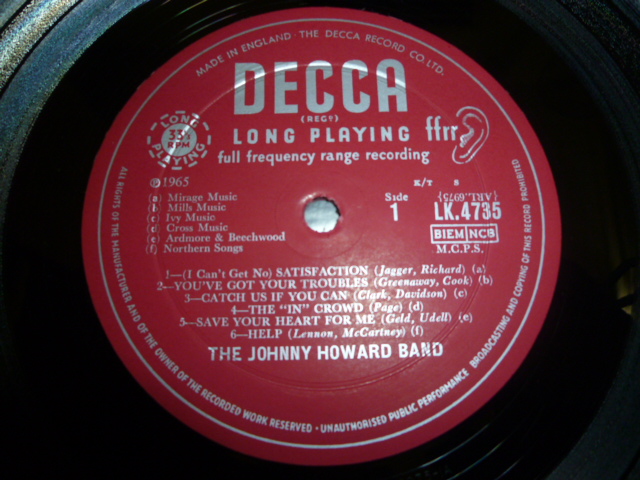 MADE IN ENGLAND · THE DECCA RECORD CO. LTD.
DECCA
(REGD)
LONG PLAYING ffrr
full frequency range recording
LONG 33⅓ RPM PLAYING
℗1965
(a) Mirage Music
(b) Mills Music
(c) Ivy Music
(d) Cross Music
(e) Ardmore & Beechwood
(f) Northern Songs
K/T S
Side 1
(ARL.6975)
LK.4735
BIEM NCB
M.C.P.S.
1—(I Can't Get No) SATISFACTION (Jagger, Richard) (a)
2—YOU'VE GOT YOUR TROUBLES (Greenaway, Cook) (b)
3—CATCH US IF YOU CAN (Clark, Davidson) (c)
4—THE "IN" CROWD (Page) (d)
5—SAVE YOUR HEART FOR ME (Geld, Udell) (e)
6—HELP (Lennon, McCartney) (f)
THE JOHNNY HOWARD BAND
ALL RIGHTS OF THE MANUFACTURER AND OF THE OWNER OF THE RECORDED WORK RESERVED · UNAUTHORISED PUBLIC PERFORMANCE BROADCASTING AND COPYING OF THIS RECORD PROHIBITED